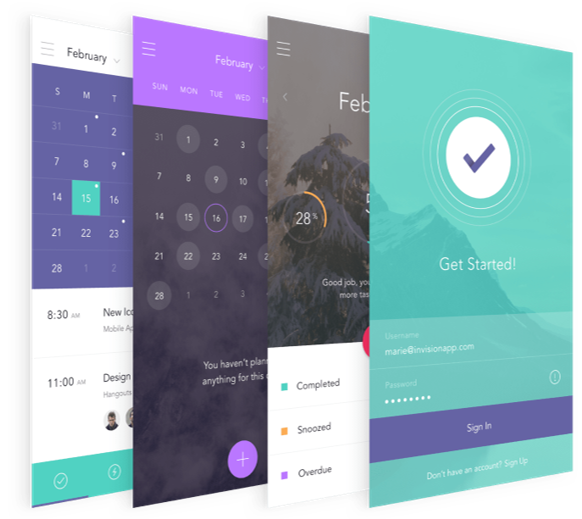 February
S M T
31 1 2
7 8 9
14 15 16
21 22 23
28 1 2
8:30 AM New Ico
Mobile Ap
11:00 AM Design
Hangouts
February
SUN MON TUE WED
31 1 2 3
7 8 9 10
14 15 16 17
21 22 23 24
28 1 2 3
You haven't plan
anything for this
Feb
28%
Good job, you
more tas
Completed
Snoozed
Overdue
Get Started!
Username
marie@invisionapp.com
Password
Sign In
Don't have an account? Sign Up